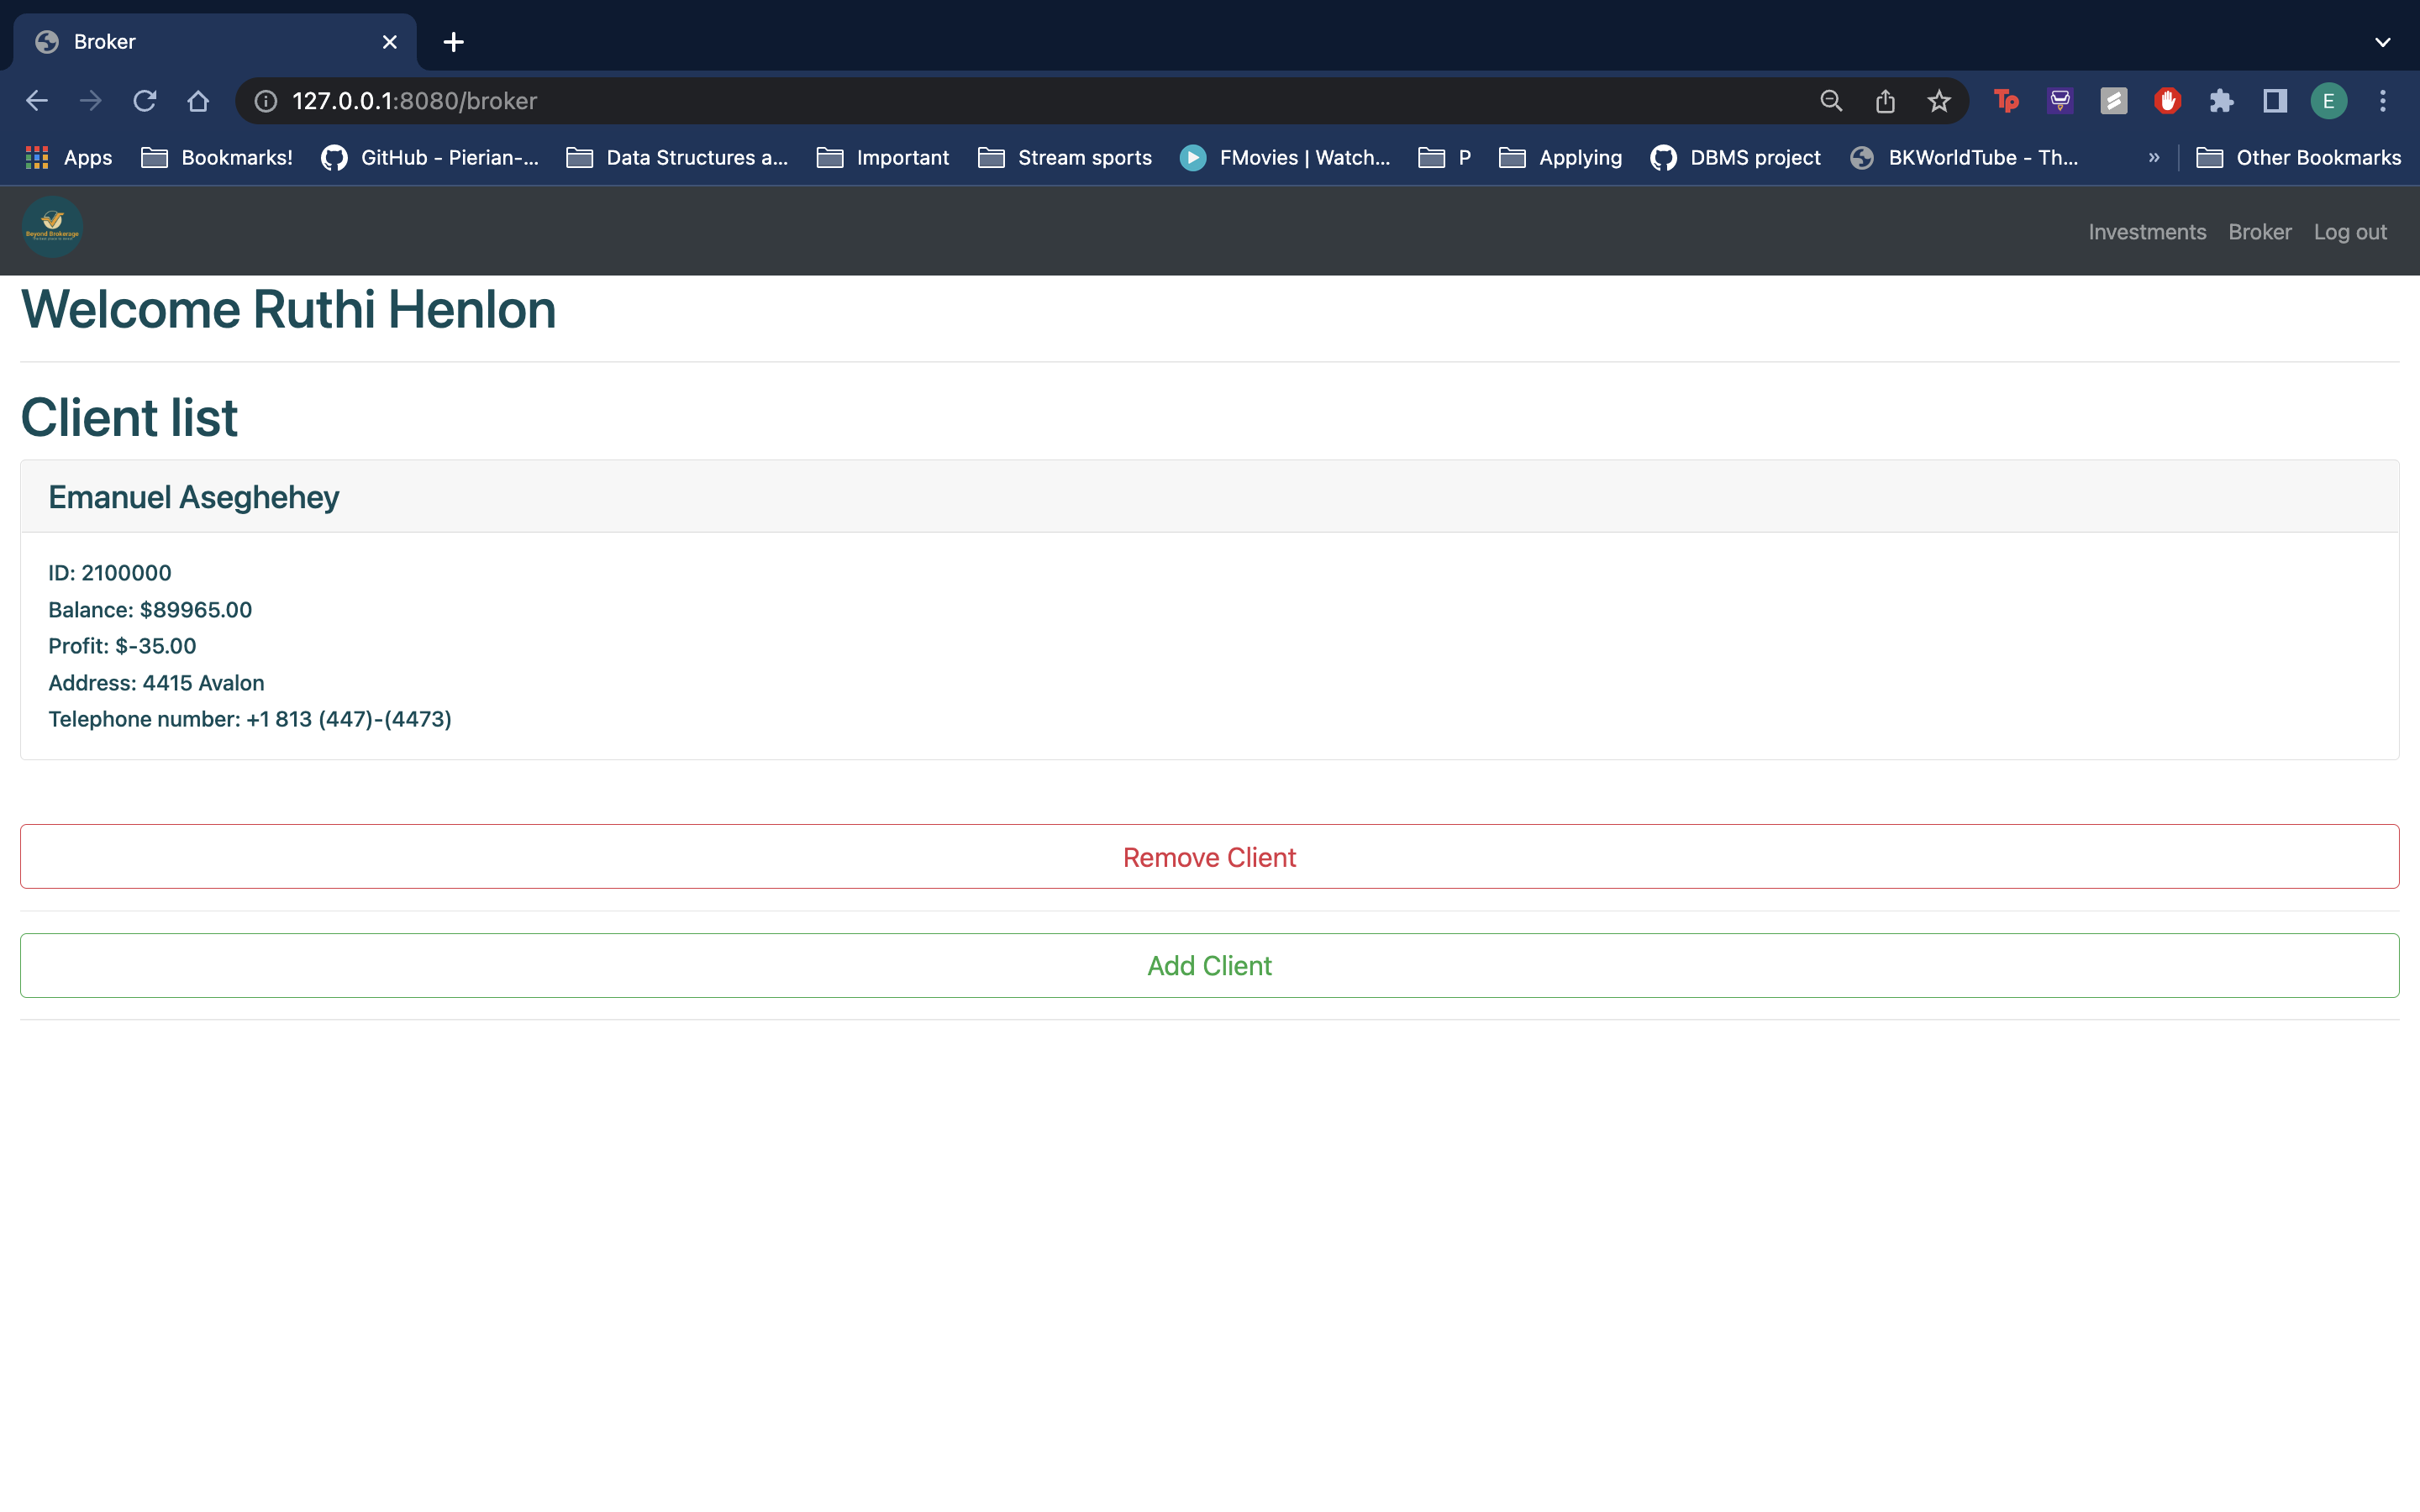 Broker
127.0.0.1:8080/broker
Tp
E
Apps Bookmarks! GitHub - Pierian-... Data Structures a... Important Stream sports FMovies | Watch... P Applying DBMS project BKWorldTube - Th... » Other Bookmarks
Beyond Brokerage
Investments Broker Log out
Welcome Ruthi Henlon
Client list
Emanuel Aseghehey
ID: 2100000
Balance: $89965.00
Profit: $-35.00
Address: 4415 Avalon
Telephone number: +1 813 (447)-(4473)
Remove Client
Add Client